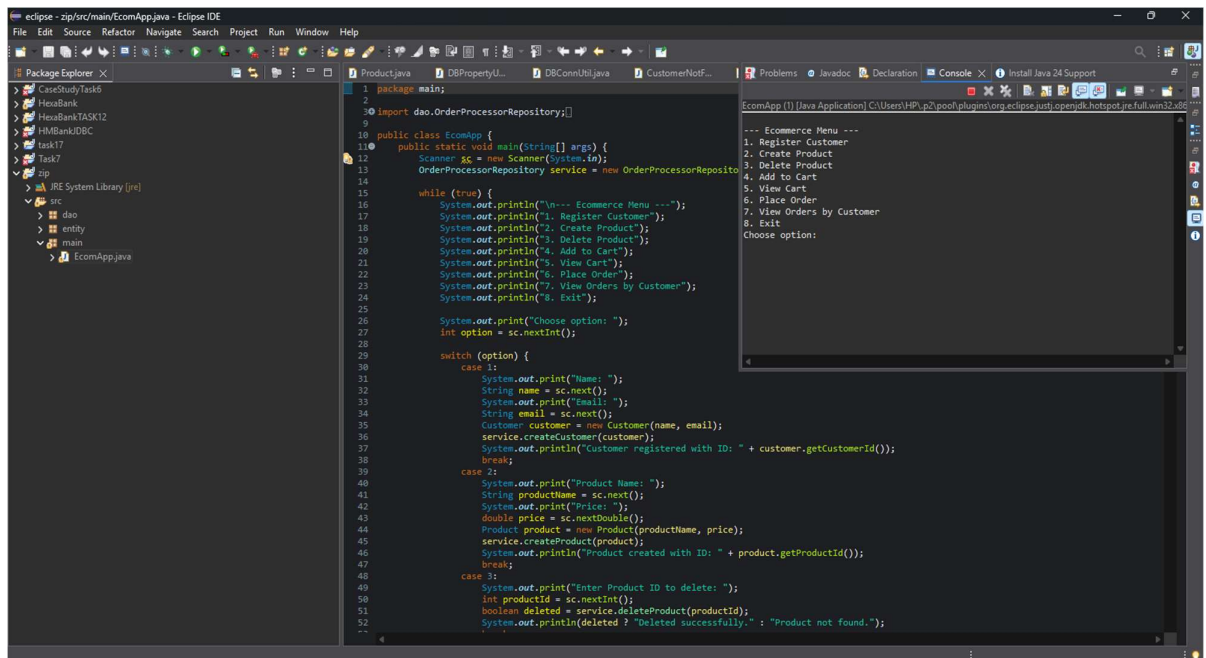 eclipse - zip/src/main/EcomApp.java - Eclipse IDE
File Edit Source Refactor Navigate Search Project Run Window Help
Package Explorer
CaseStudyTask6
HexaBank
HexaBankTASK12
HMBankJDBC
task17
Task7
zip
JRE System Library [jre]
src
dao
entity
main
EcomApp.java
Product.java DBPropertyU... DBConnUtil.java CustomerNotF...
1 package main;
2
3 import dao.OrderProcessorRepository;
9
10 public class EcomApp {
11 public static void main(String[] args) {
12 Scanner sc = new Scanner(System.in);
13 OrderProcessorRepository service = new OrderProcessorReposito
14
15 while (true) {
16 System.out.println("\n--- Ecommerce Menu ---");
17 System.out.println("1. Register Customer");
18 System.out.println("2. Create Product");
19 System.out.println("3. Delete Product");
20 System.out.println("4. Add to Cart");
21 System.out.println("5. View Cart");
22 System.out.println("6. Place Order");
23 System.out.println("7. View Orders by Customer");
24 System.out.println("8. Exit");
25
26 System.out.print("Choose option: ");
27 int option = sc.nextInt();
28
29 switch (option) {
30 case 1:
31 System.out.print("Name: ");
32 String name = sc.next();
33 System.out.print("Email: ");
34 String email = sc.next();
35 Customer customer = new Customer(name, email);
36 service.createCustomer(customer);
37 System.out.println("Customer registered with ID: " + customer.getCustomerId());
38 break;
39 case 2:
40 System.out.print("Product Name: ");
41 String productName = sc.next();
42 System.out.print("Price: ");
43 double price = sc.nextDouble();
44 Product product = new Product(productName, price);
45 service.createProduct(product);
46 System.out.println("Product created with ID: " + product.getProductId());
47 break;
48 case 3:
49 System.out.print("Enter Product ID to delete: ");
50 int productId = sc.nextInt();
51 boolean deleted = service.deleteProduct(productId);
52 System.out.println(deleted ? "Deleted successfully." : "Product not found.");
Problems Javadoc Declaration Console Install Java 24 Support
EcomApp (1) [Java Application] C:\Users\HP\.p2\pool\plugins\org.eclipse.justj.openjdk.hotspot.jre.full.win32.x86
--- Ecommerce Menu ---
1. Register Customer
2. Create Product
3. Delete Product
4. Add to Cart
5. View Cart
6. Place Order
7. View Orders by Customer
8. Exit
Choose option: